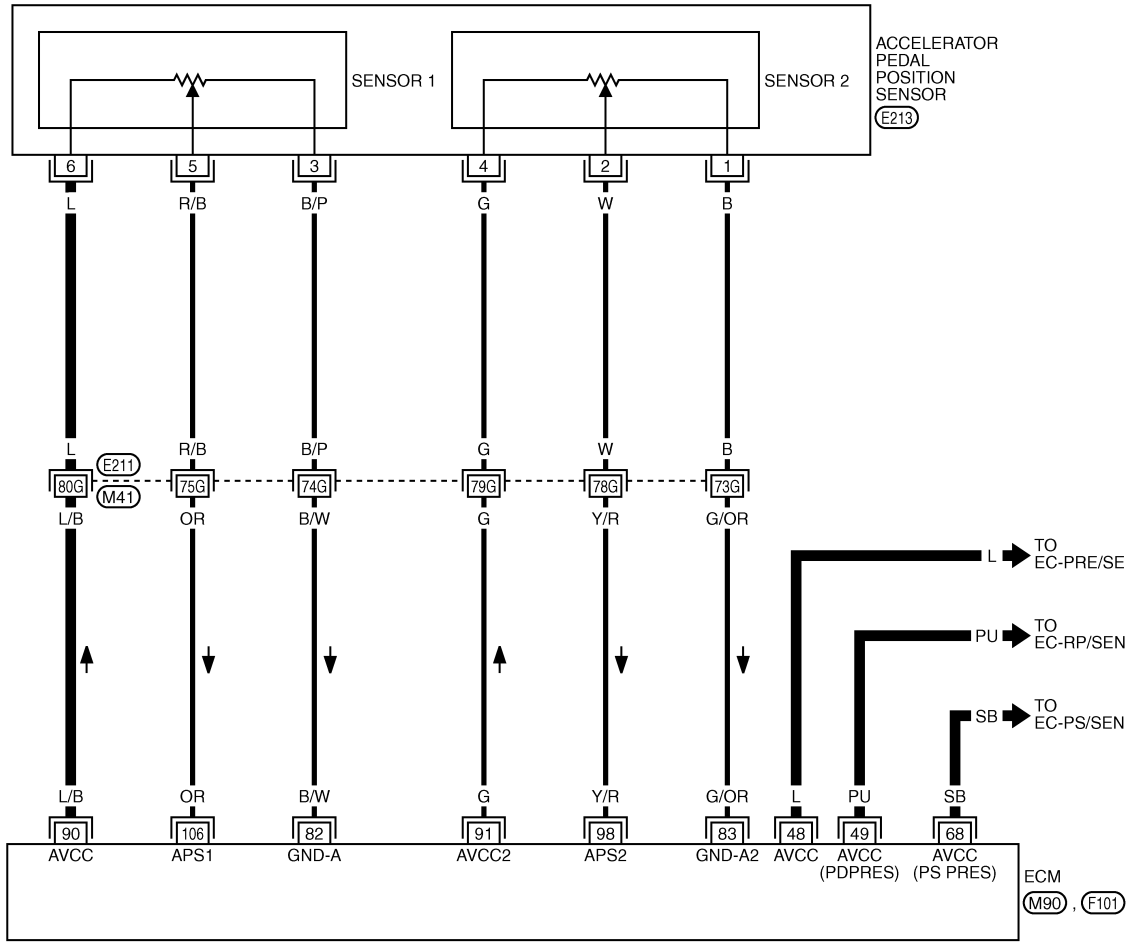 ACCELERATOR
PEDAL
POSITION
SENSOR
E213
SENSOR 1
SENSOR 2
6 5 3 4 2 1
L R/B B/P G W B
L R/B B/P G W B
E211
80G 75G 74G 79G 78G 73G
M41
L/B OR B/W G Y/R G/OR
L TO
EC-PRE/SE
PU TO
EC-RP/SEN
SB TO
EC-PS/SEN
L/B OR B/W G Y/R G/OR L PU SB
90 106 82 91 98 83 48 49 68
AVCC APS1 GND-A AVCC2 APS2 GND-A2 AVCC AVCC AVCC
(PDPRES) (PS PRES)
ECM
M90 , F101